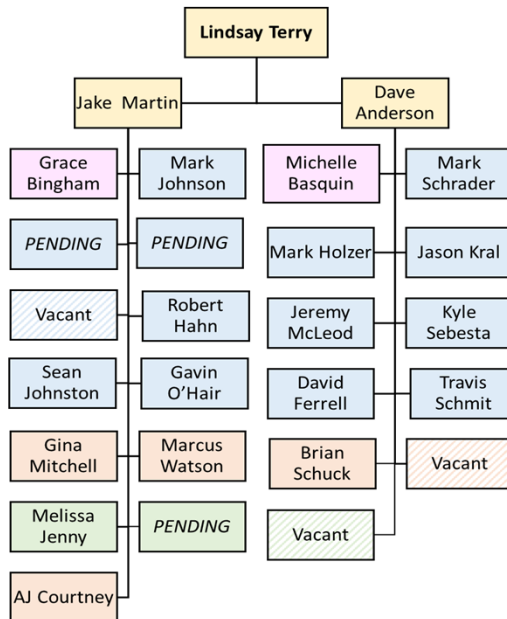 Lindsay Terry
Jake Martin
Dave
Anderson
Grace
Bingham
Mark
Johnson
Michelle
Basquin
Mark
Schrader
PENDING
PENDING
Mark Holzer
Jason Kral
Vacant
Robert
Hahn
Jeremy
McLeod
Kyle
Sebesta
Sean
Johnston
Gavin
O’Hair
David
Ferrell
Travis
Schmit
Gina
Mitchell
Marcus
Watson
Brian
Schuck
Vacant
Melissa
Jenny
PENDING
Vacant
AJ Courtney